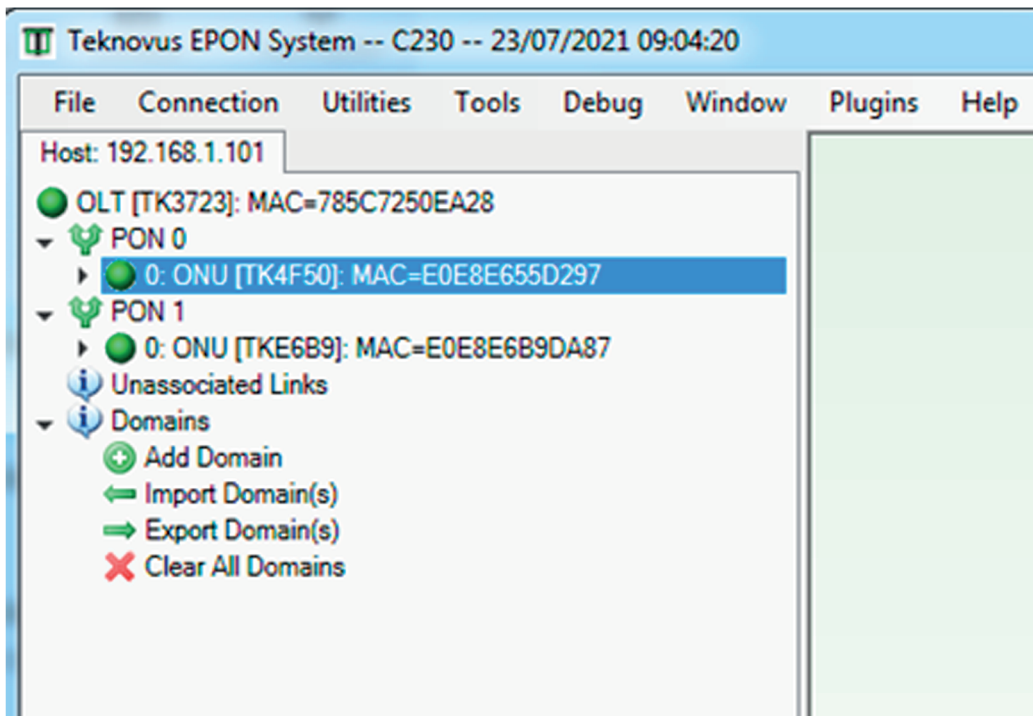 Teknovus EPON System -- C230 -- 23/07/2021 09:04:20
File Connection Utilities Tools Debug Window Plugins Help
Host: 192.168.1.101
OLT [TK3723]: MAC=785C7250EA28
PON 0
0: ONU [TK4F50]: MAC=E0E8E655D297
PON 1
0: ONU [TKE6B9]: MAC=E0E8E6B9DA87
Unassociated Links
Domains
Add Domain
Import Domain(s)
Export Domain(s)
Clear All Domains